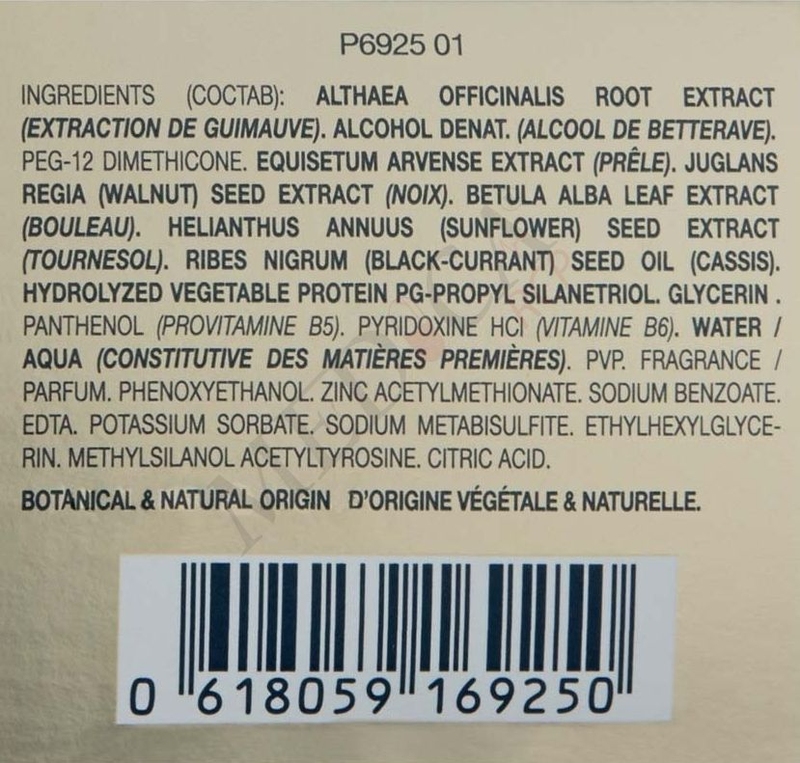 P6925 01
INGREDIENTS (COCTAB): ALTHAEA OFFICINALIS ROOT EXTRACT
(EXTRACTION DE GUIMAUVE). ALCOHOL DENAT. (ALCOOL DE BETTERAVE).
PEG-12 DIMETHICONE. EQUISETUM ARVENSE EXTRACT (PRÊLE). JUGLANS
REGIA (WALNUT) SEED EXTRACT (NOIX). BETULA ALBA LEAF EXTRACT
(BOULEAU). HELIANTHUS ANNUUS (SUNFLOWER) SEED EXTRACT
(TOURNESOL). RIBES NIGRUM (BLACK-CURRANT) SEED OIL (CASSIS).
HYDROLYZED VEGETABLE PROTEIN PG-PROPYL SILANETRIOL. GLYCERIN .
PANTHENOL (PROVITAMINE B5). PYRIDOXINE HCI (VITAMINE B6). WATER /
AQUA (CONSTITUTIVE DES MATIÈRES PREMIÈRES). PVP. FRAGRANCE /
PARFUM. PHENOXYETHANOL. ZINC ACETYLMETHIONATE. SODIUM BENZOATE.
EDTA. POTASSIUM SORBATE. SODIUM METABISULFITE. ETHYLHEXYLGLYCE-
RIN. METHYLSILANOL ACETYLTYROSINE. CITRIC ACID.
BOTANICAL & NATURAL ORIGIN D'ORIGINE VÉGÉTALE & NATURELLE.
0 618059 169250